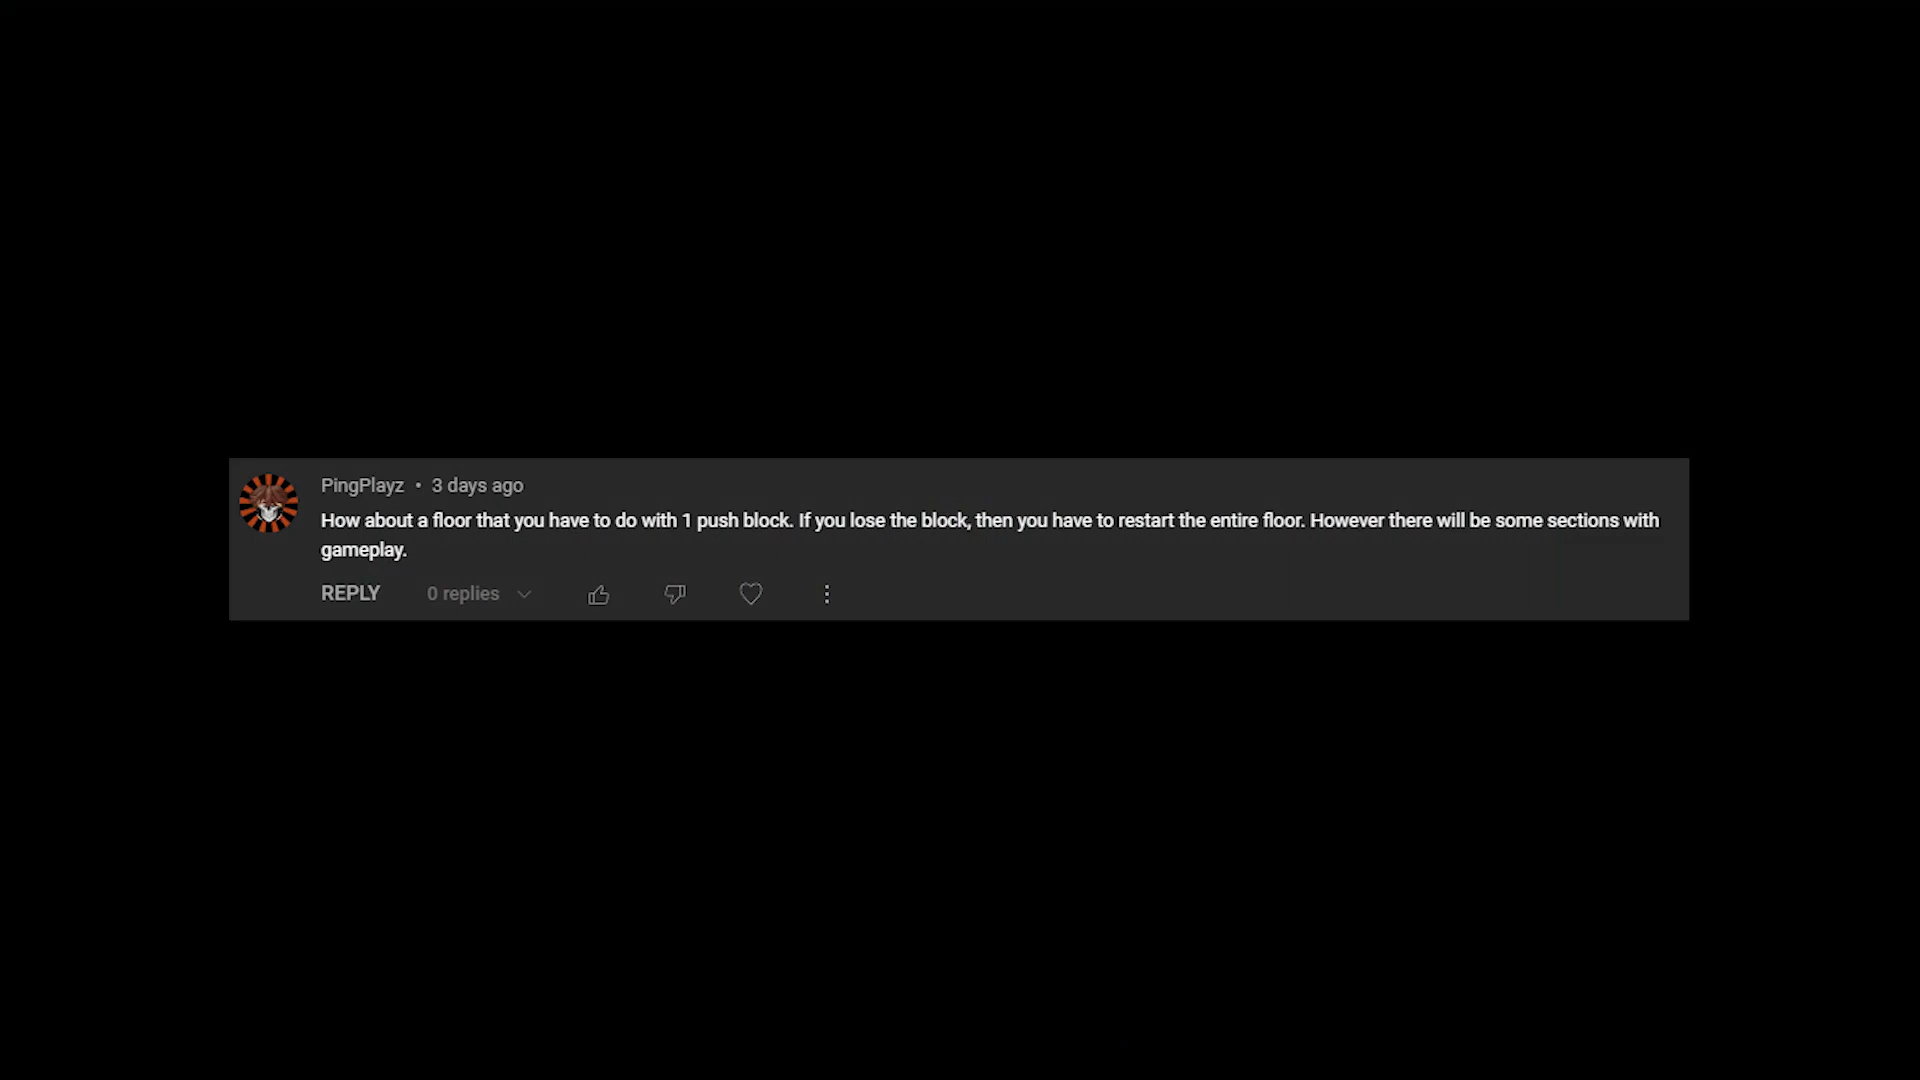 PingPlayz • 3 days ago
How about a floor that you have to do with 1 push block. If you lose the block, then you have to restart the entire floor. However there will be some sections with
gameplay.
REPLY 0 replies